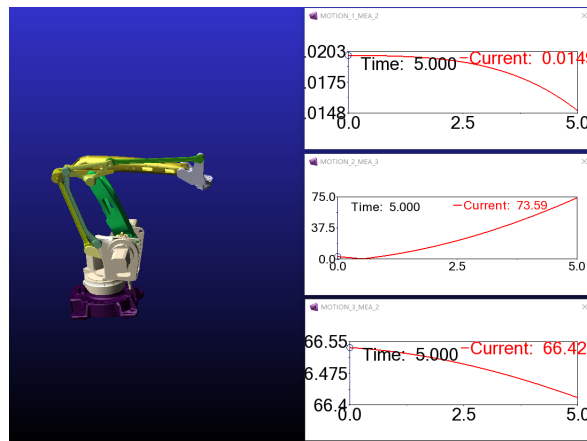 MOTION_1_MEA_2
.0203
Time: 5.000 Current: 0.0149
.0175
.0148
0.0 2.5 5.0
MOTION_2_MEA_3
75.0
Time: 5.000 Current: 73.59
37.5
0.0
0.0 2.5 5.0
MOTION_3_MEA_2
66.55
Time: 5.000 Current: 66.42
6.475
66.4
0.0 2.5 5.0